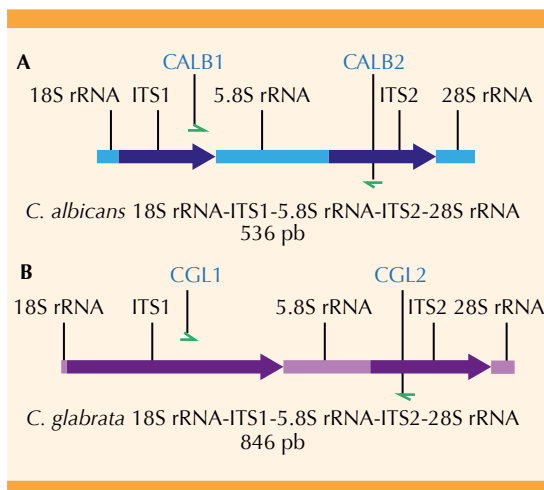 A
CALB1 CALB2
18S rRNA ITS1 5.8S rRNA ITS2 28S rRNA
C. albicans 18S rRNA-ITS1-5.8S rRNA-ITS2-28S rRNA
536 pb
B
CGL1 CGL2
18S rRNA ITS1 5.8S rRNA ITS2 28S rRNA
C. glabrata 18S rRNA-ITS1-5.8S rRNA-ITS2-28S rRNA
846 pb